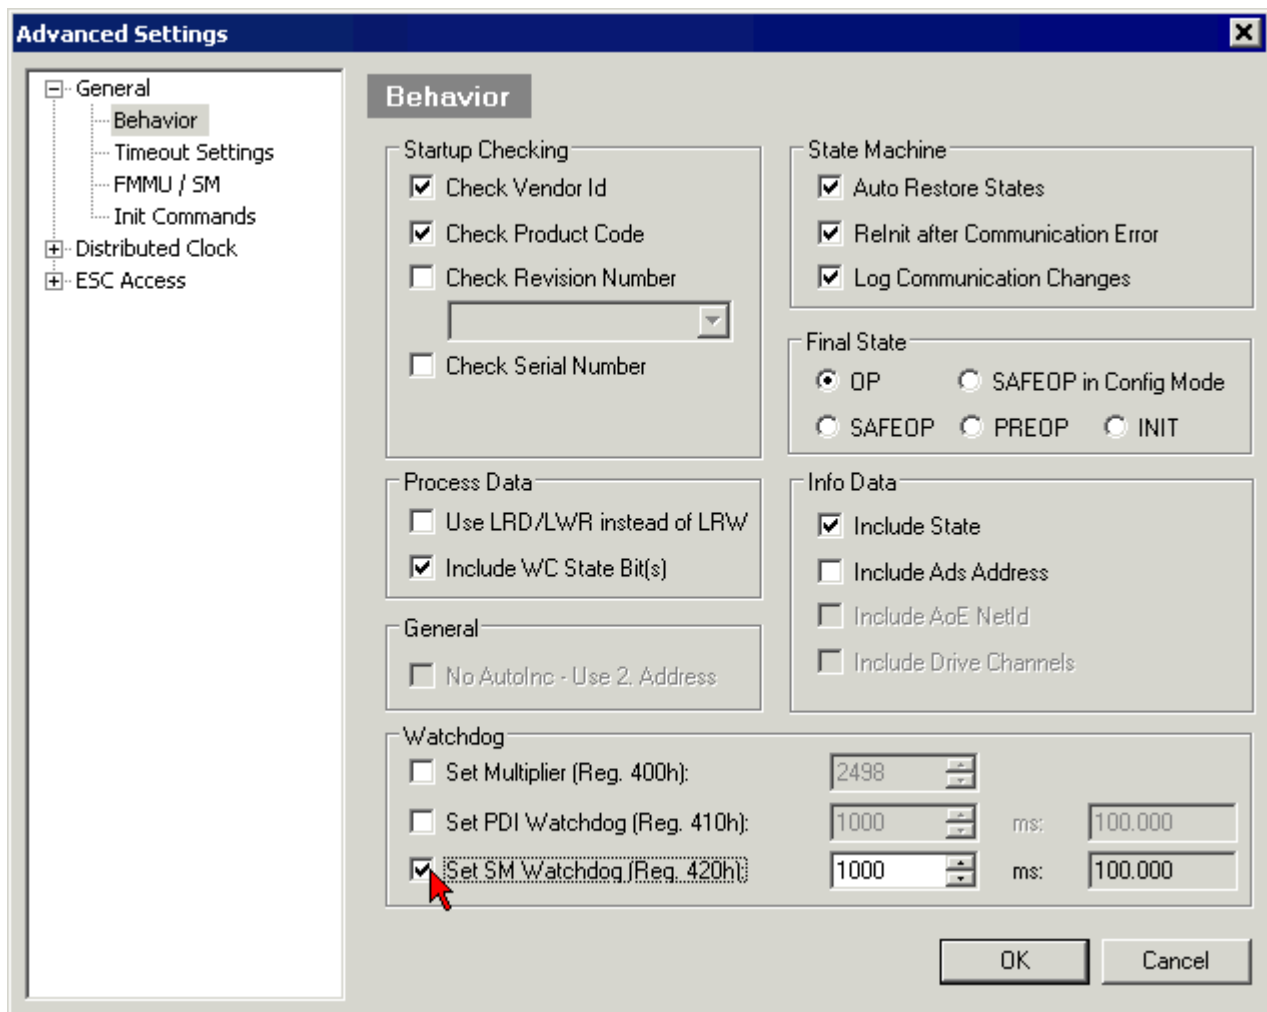 Advanced Settings
General
Behavior
Timeout Settings
FMMU / SM
Init Commands
Distributed Clock
ESC Access
Behavior
Startup Checking
Check Vendor Id
Check Product Code
Check Revision Number
Check Serial Number
State Machine
Auto Restore States
ReInit after Communication Error
Log Communication Changes
Final State
OP SAFEOP in Config Mode
SAFEOP PREOP INIT
Process Data
Use LRD/LWR instead of LRW
Include WC State Bit(s)
Info Data
Include State
Include Ads Address
Include AoE NetId
Include Drive Channels
General
No AutoInc - Use 2. Address
Watchdog
Set Multiplier (Reg. 400h): 2498
Set PDI Watchdog (Reg. 410h): 1000 ms: 100.000
Set SM Watchdog (Reg. 420h): 1000 ms: 100.000
OK Cancel